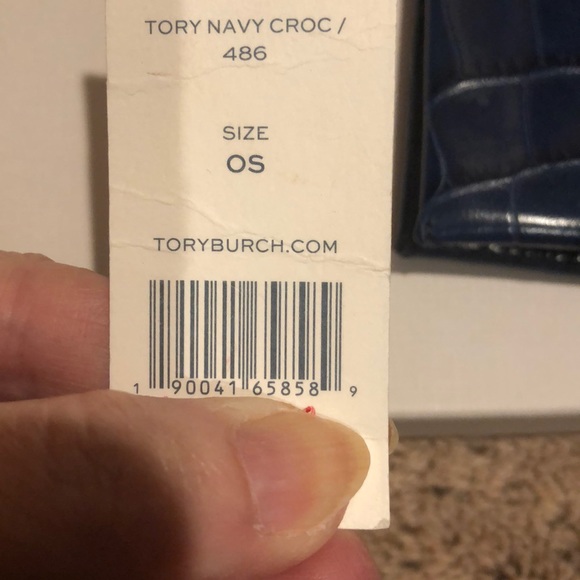 TORY NAVY CROC /
486
SIZE
OS
TORYBURCH.COM
1 90041 65858 9